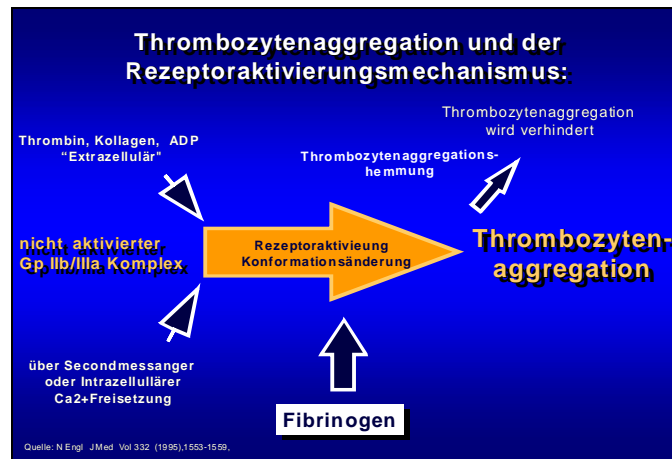 Thrombozytenaggregation und der
Rezeptoraktivierungsmechanismus:
Thrombozytenaggregation
wird verhindert
Thrombin, Kollagen, ADP
"Extrazellulär"
Thrombozytenaggregations-
hemmung
nicht aktivierter
Gp IIb/IIIa Komplex
Rezeptoraktivieung
Konformationsänderung
Thrombozyten-
aggregation
über Secondmessanger
oder Intrazellullärer
Ca2+Freisetzung
Fibrinogen
Quelle: N Engl J Med Vol 332 (1995),1553-1559,